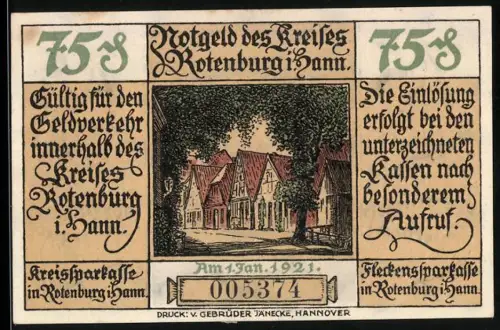 75 ₰
Notgeld des Kreises
Rotenburg i. Hann.
75 ₰
Gültig für den
Geldverkehr
innerhalb des
Kreises
Rotenburg
i. Hann.
Die Einlösung
erfolgt bei den
unterzeichneten
Kassen nach
besonderem
Aufruf.
Am 1. Jan. 1921.
Kreissparkasse
in Rotenburg i. Hann.
005374
Fleckenssparkasse
in Rotenburg i. Hann.
DRUCK: V. GEBRÜDER JÄNECKE, HANNOVER